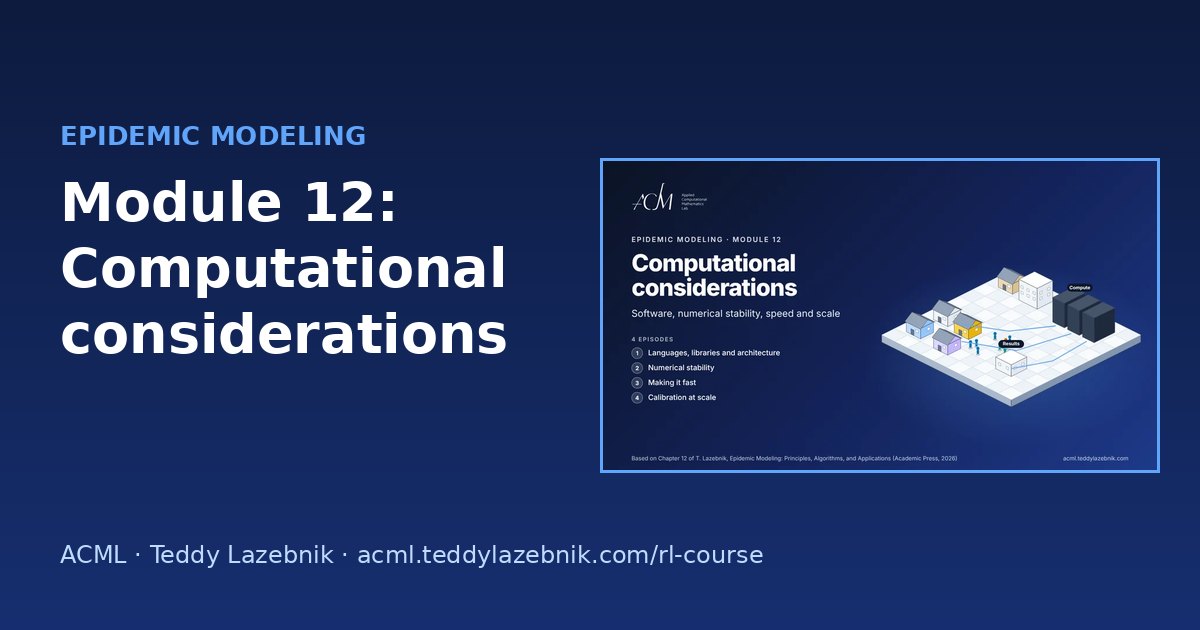 EPIDEMIC MODELING
Module 12:
Computational
considerations
ACM
Applied
Computational
Mathematics
Lab
EPIDEMIC MODELING · MODULE 12
Computational
considerations
Software, numerical stability, speed and scale
4 EPISODES
1 Languages, libraries and architecture
2 Numerical stability
3 Making it fast
4 Calibration at scale
Compute
Results
Based on Chapter 12 of T. Lazebnik, Epidemic Modeling: Principles, Algorithms, and Applications (Academic Press, 2026)
acml.teddylazebnik.com
ACML · Teddy Lazebnik · acml.teddylazebnik.com/rl-course